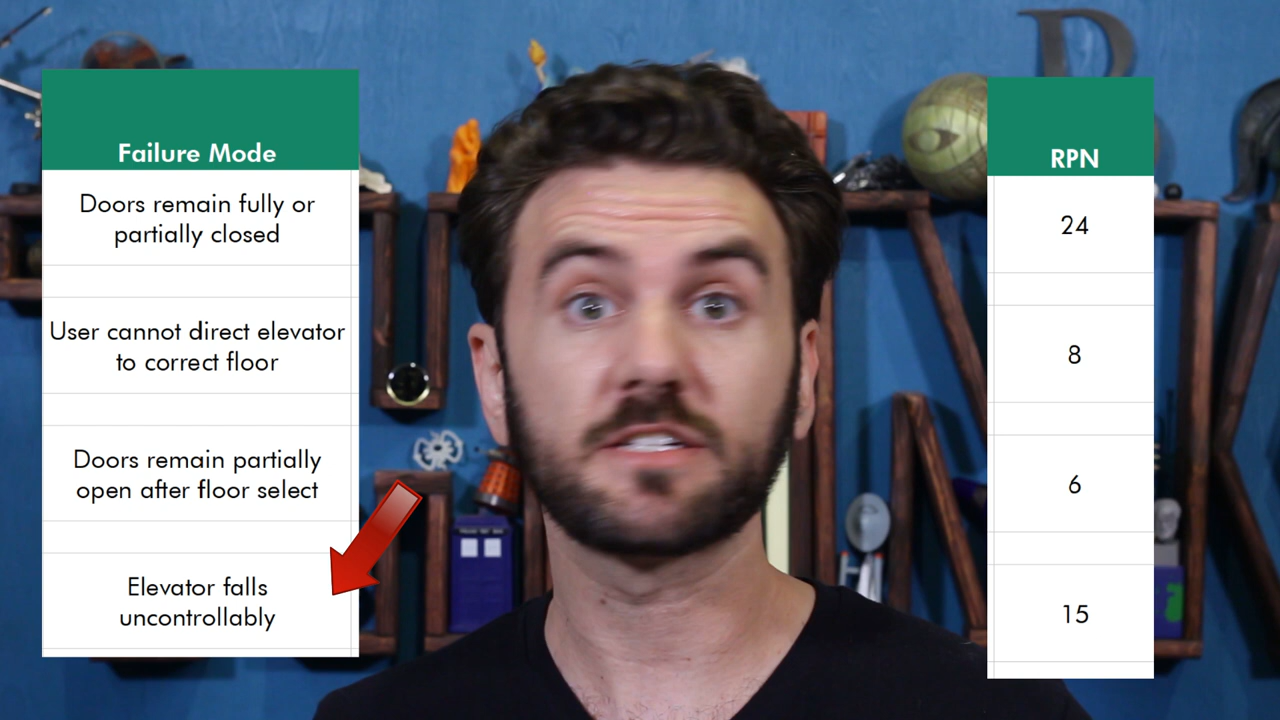 Failure Mode
Doors remain fully or
partially closed
User cannot direct elevator
to correct floor
Doors remain partially
open after floor select
Elevator falls
uncontrollably
RPN
24
8
6
15
D